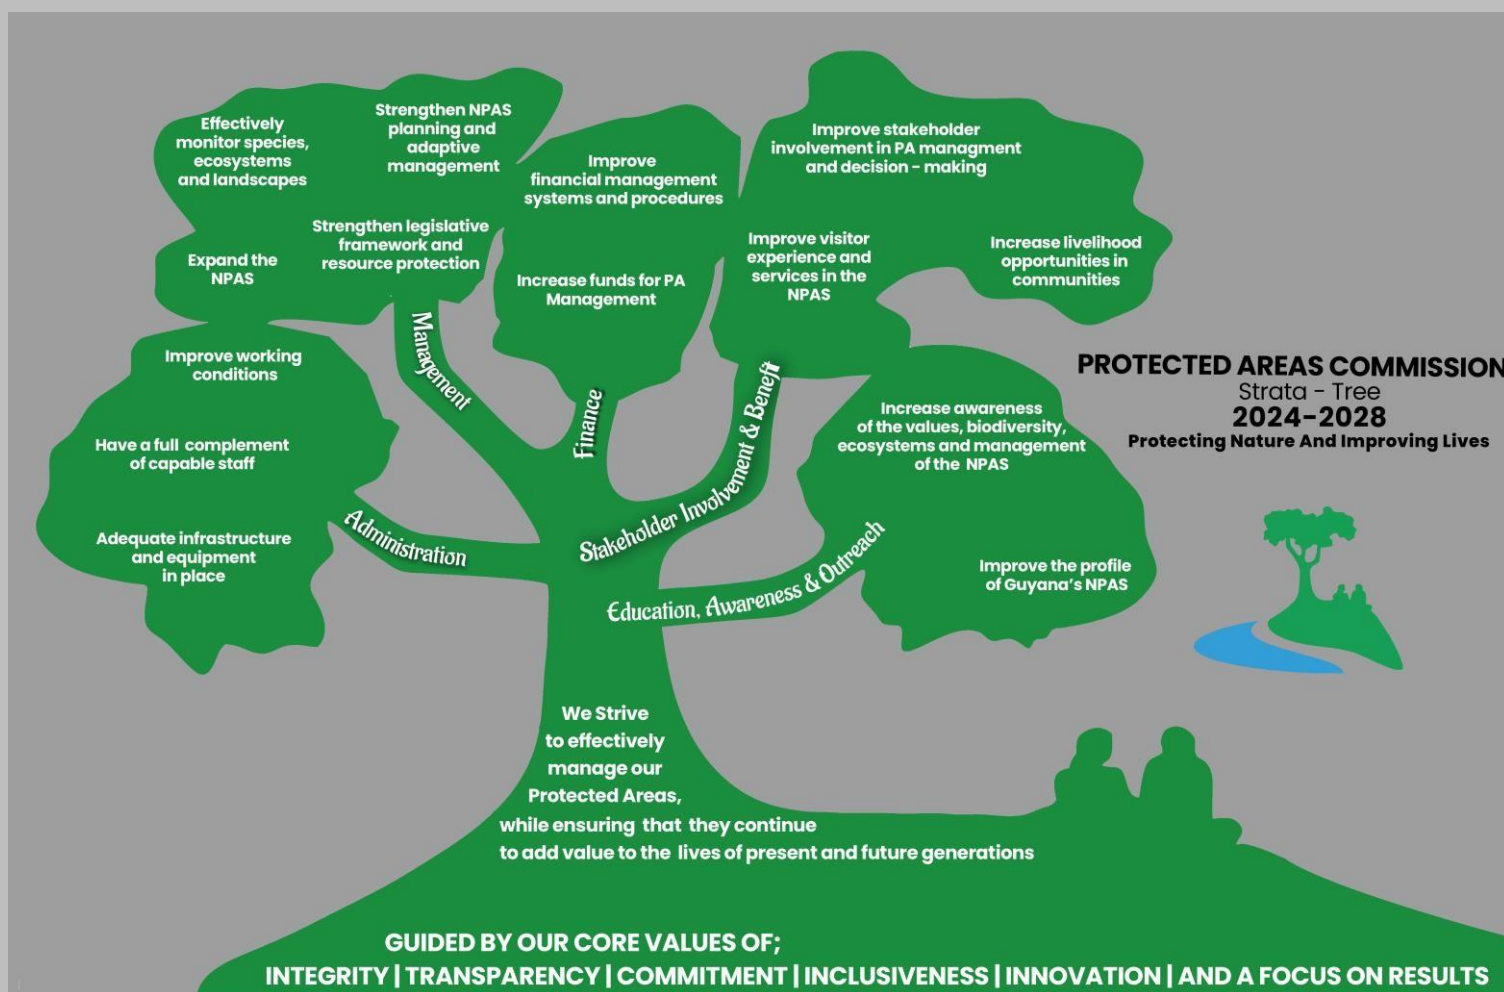 Effectively
monitor species,
ecosystems
and landscapes
Strengthen NPAS
planning and
adaptive
management
Expand the
NPAS
Strengthen legislative
framework and
resource protection
Management
Improve
financial management
systems and procedures
Increase funds for PA
Management
Finance
Improve stakeholder
involvement in PA managment
and decision - making
Improve visitor
experience and
services in the
NPAS
Increase livelihood
opportunities in
communities
Stakeholder Involvement & Benefit
Improve working
conditions
Have a full complement
of capable staff
Adequate infrastructure
and equipment
in place
Administration
Increase awareness
of the values, biodiversity,
ecosystems and management
of the NPAS
Improve the profile
of Guyana's NPAS
Education, Awareness & Outreach
PROTECTED AREAS COMMISSION
Strata - Tree
2024-2028
Protecting Nature And Improving Lives
We Strive
to effectively
manage our
Protected Areas,
while ensuring that they continue
to add value to the lives of present and future generations
GUIDED BY OUR CORE VALUES OF;
INTEGRITY | TRANSPARENCY | COMMITMENT | INCLUSIVENESS | INNOVATION | AND A FOCUS ON RESULTS